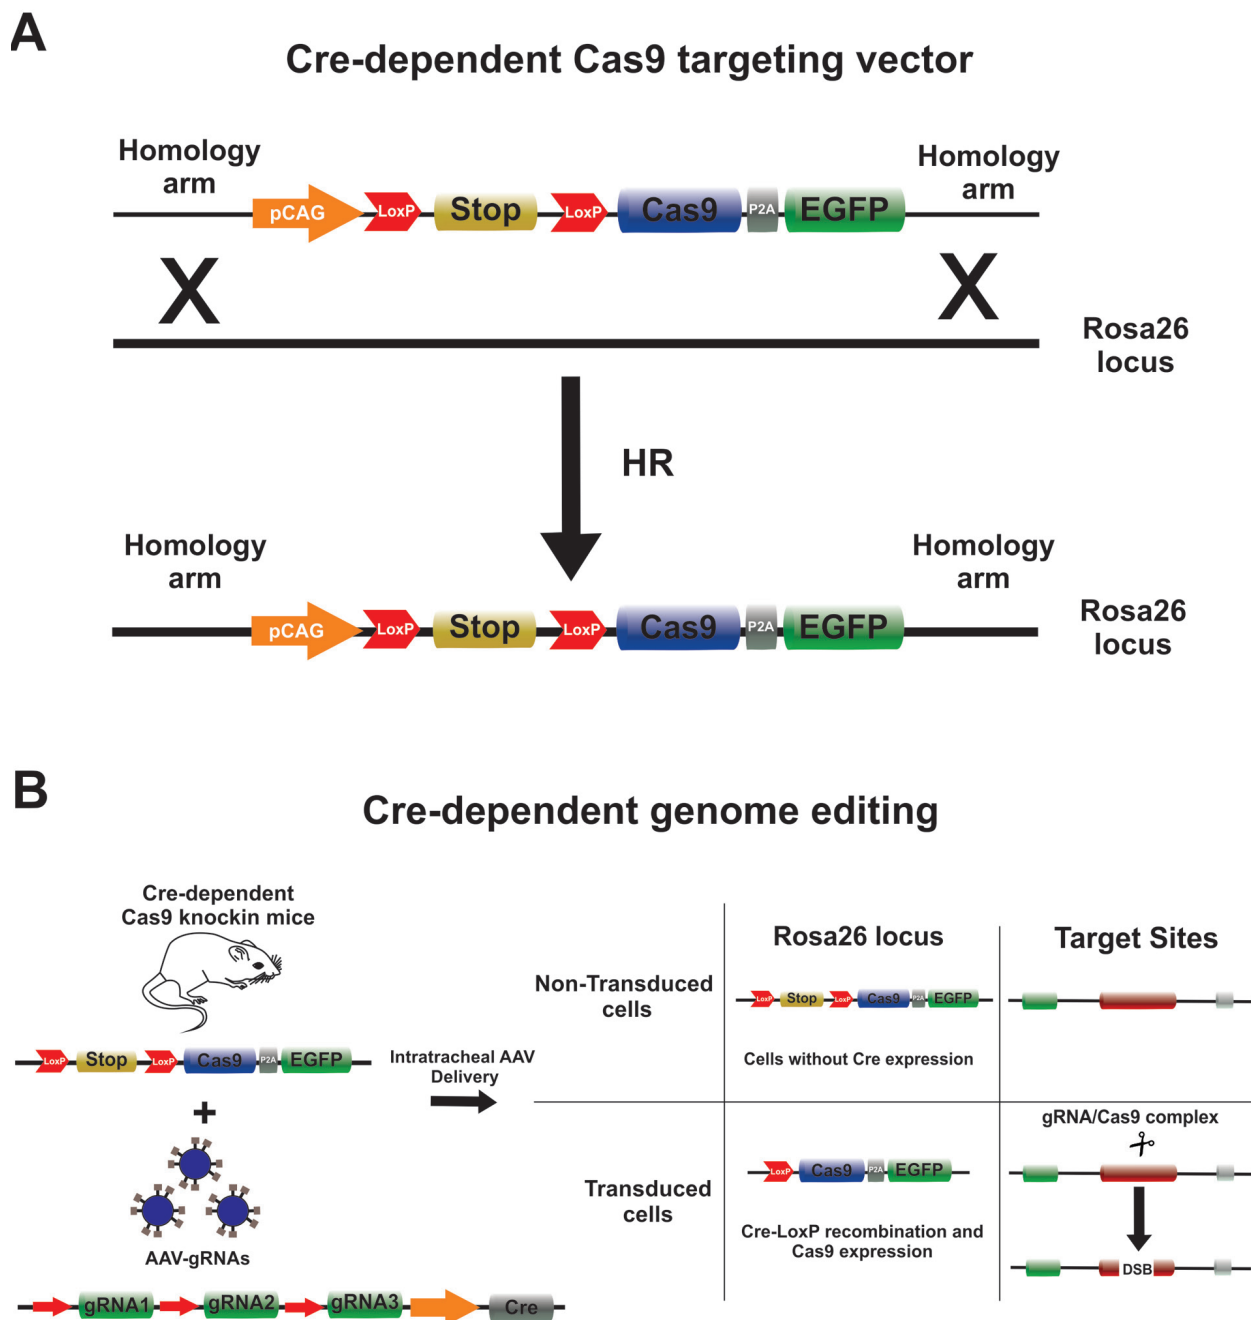 A
Cre-dependent Cas9 targeting vector
Homology
arm
Homology
arm
pCAG LoxP Stop LoxP Cas9 P2A EGFP
X X
Rosa26
locus
HR
Homology
arm
Homology
arm
pCAG LoxP Stop LoxP Cas9 P2A EGFP
Rosa26
locus
B
Cre-dependent genome editing
Cre-dependent
Cas9 knockin mice
LoxP Stop LoxP Cas9 P2A EGFP
+
AAV-gRNAs
gRNA1 gRNA2 gRNA3 Cre
Intratracheal AAV
Delivery
Rosa26 locus
Target Sites
Non-Transduced
cells
LoxP Stop LoxP Cas9 P2A EGFP
Cells without Cre expression
Transduced
cells
LoxP Cas9 P2A EGFP
Cre-LoxP recombination and
Cas9 expression
gRNA/Cas9 complex
DSB